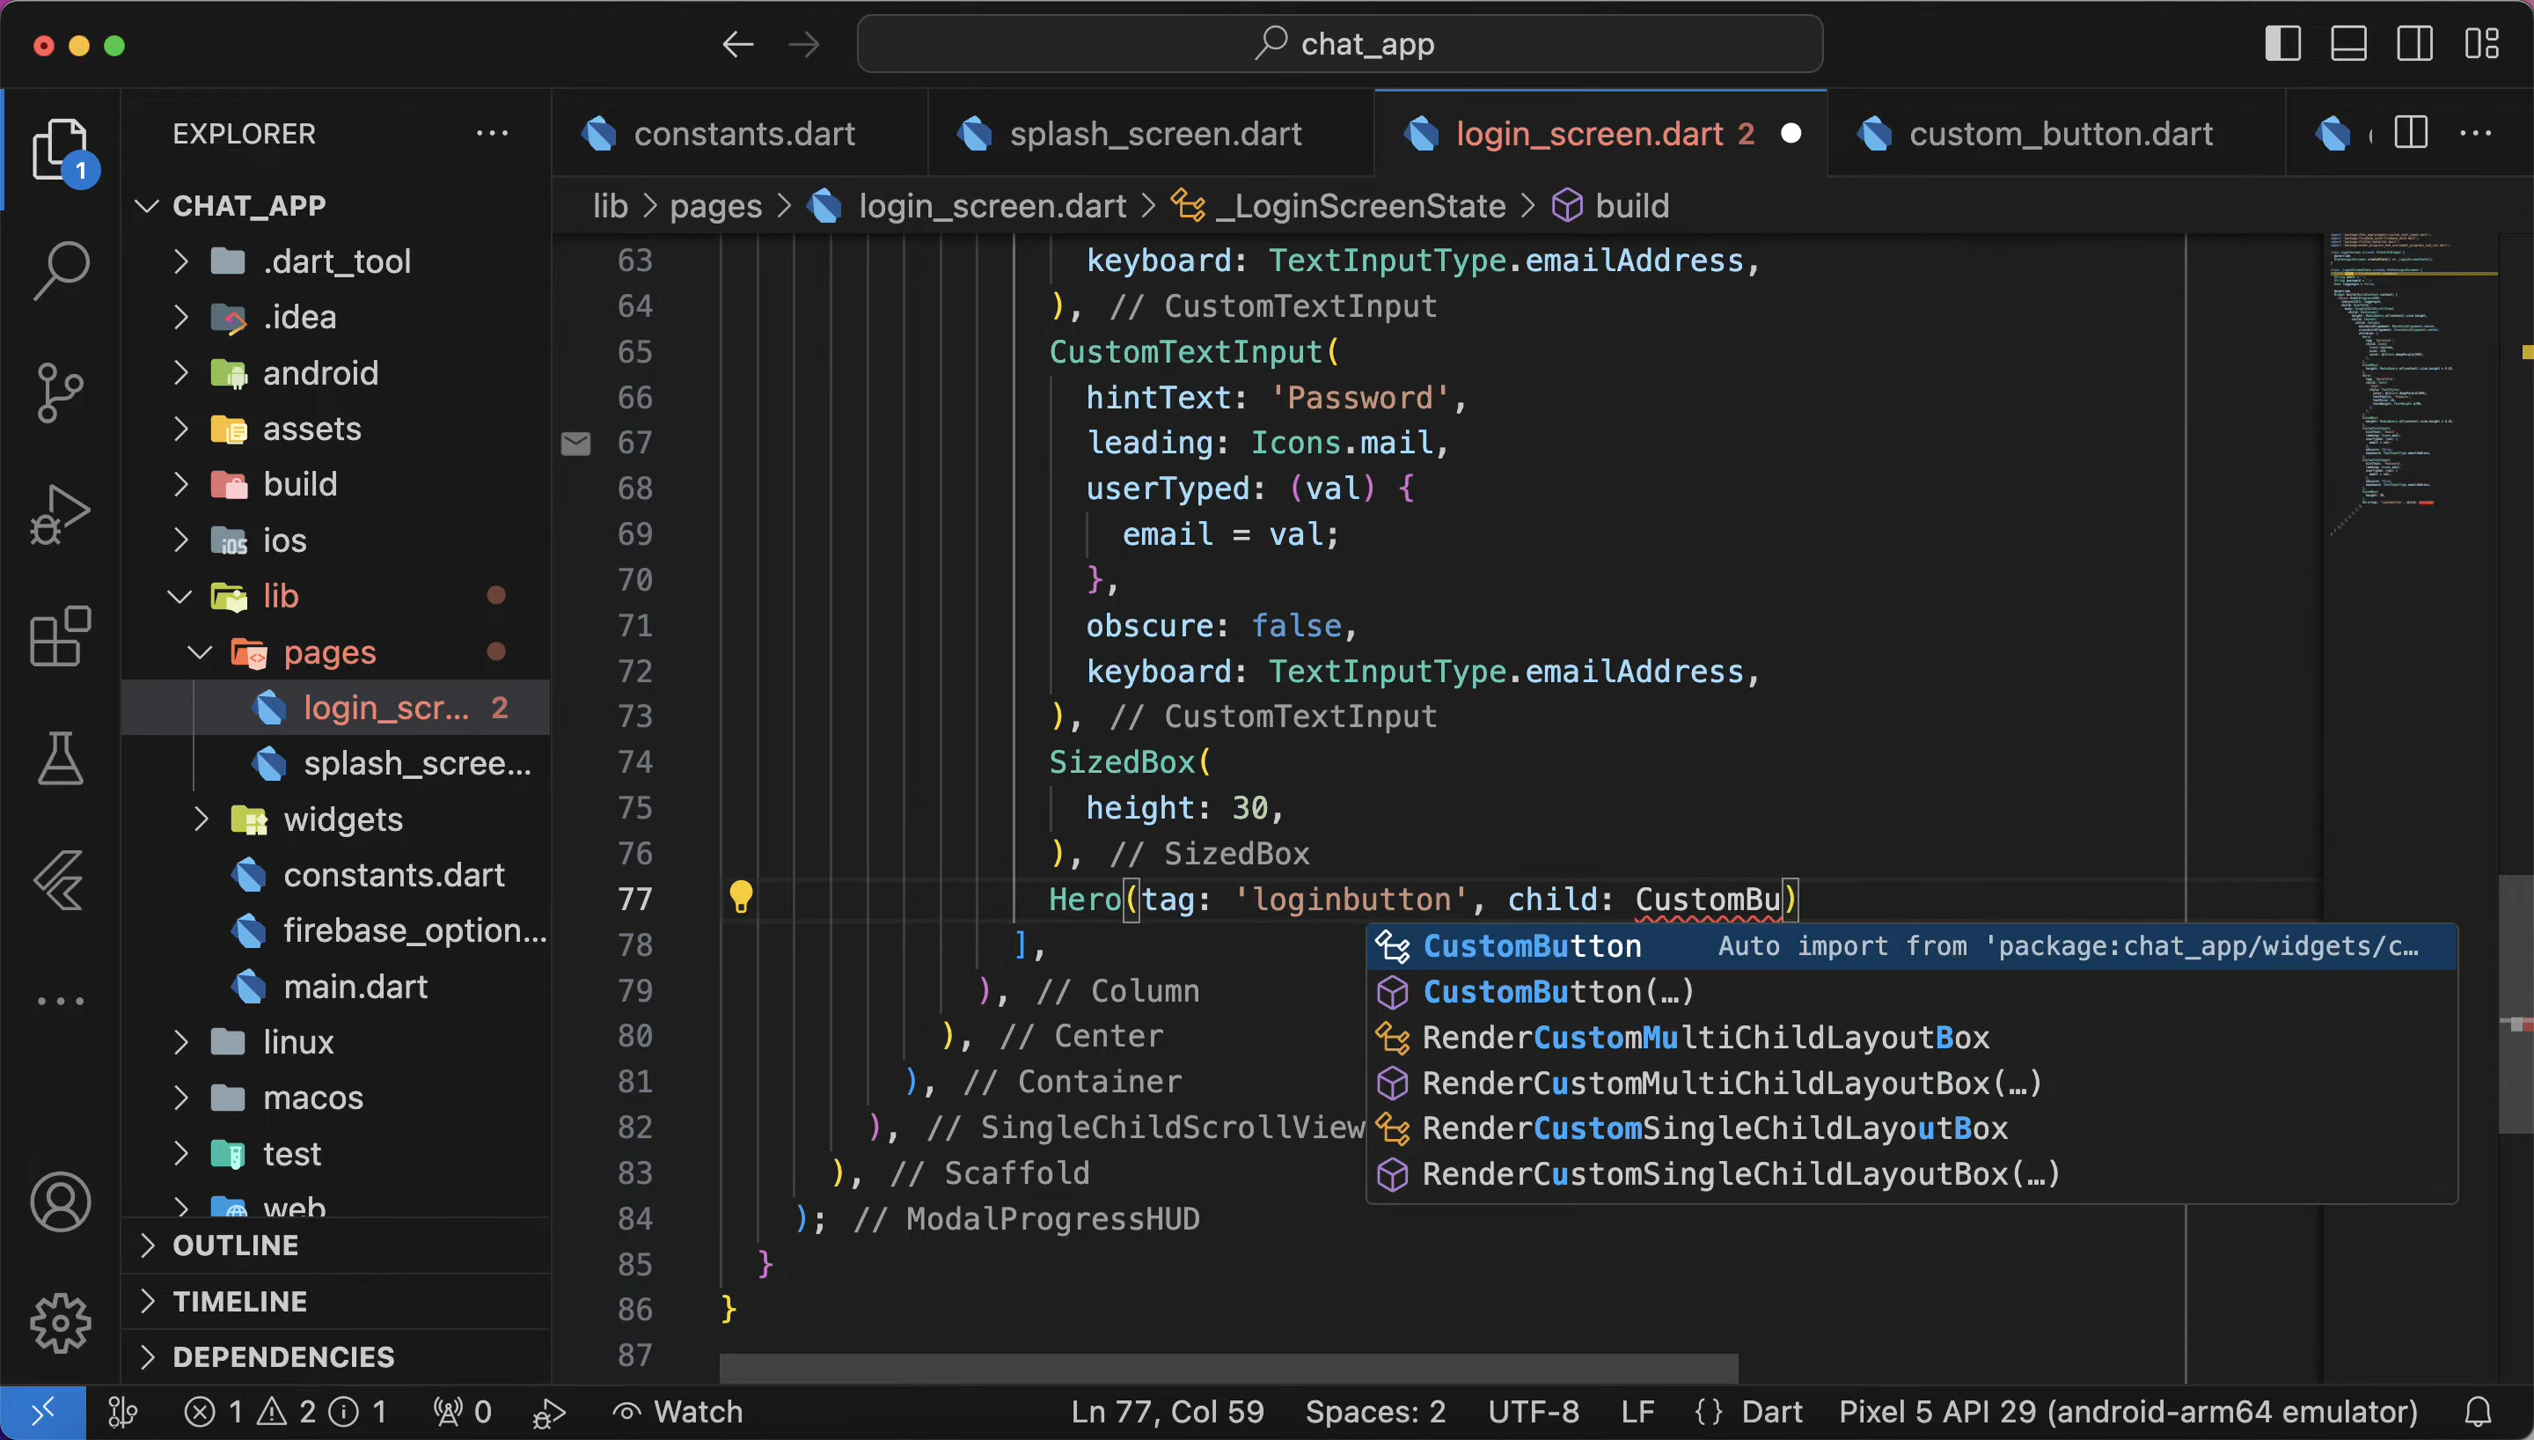 chat_app
EXPLORER
constants.dart
splash_screen.dart
login_screen.dart 2
custom_button.dart
1
CHAT_APP
lib > pages > login_screen.dart > _LoginScreenState > build
.dart_tool
.idea
android
assets
build
ios
lib
pages
login_scr... 2
splash_scree...
widgets
constants.dart
firebase_option...
main.dart
linux
macos
test
web
OUTLINE
TIMELINE
DEPENDENCIES
63 keyboard: TextInputType.emailAddress,
64 ), // CustomTextInput
65 CustomTextInput(
66 hintText: 'Password',
67 leading: Icons.mail,
68 userTyped: (val) {
69 email = val;
70 },
71 obscure: false,
72 keyboard: TextInputType.emailAddress,
73 ), // CustomTextInput
74 SizedBox(
75 height: 30,
76 ), // SizedBox
77 Hero(tag: 'loginbutton', child: CustomBu)
78 ],
79 ), // Column
80 ), // Center
81 ), // Container
82 ), // SingleChildScrollView
83 ), // Scaffold
84 ); // ModalProgressHUD
85 }
86 }
87
CustomButton Auto import from 'package:chat_app/widgets/c…
CustomButton(…)
RenderCustomMultiChildLayoutBox
RenderCustomMultiChildLayoutBox(…)
RenderCustomSingleChildLayoutBox
RenderCustomSingleChildLayoutBox(…)
1 2 1 0 Watch Ln 77, Col 59 Spaces: 2 UTF-8 LF {} Dart Pixel 5 API 29 (android-arm64 emulator)